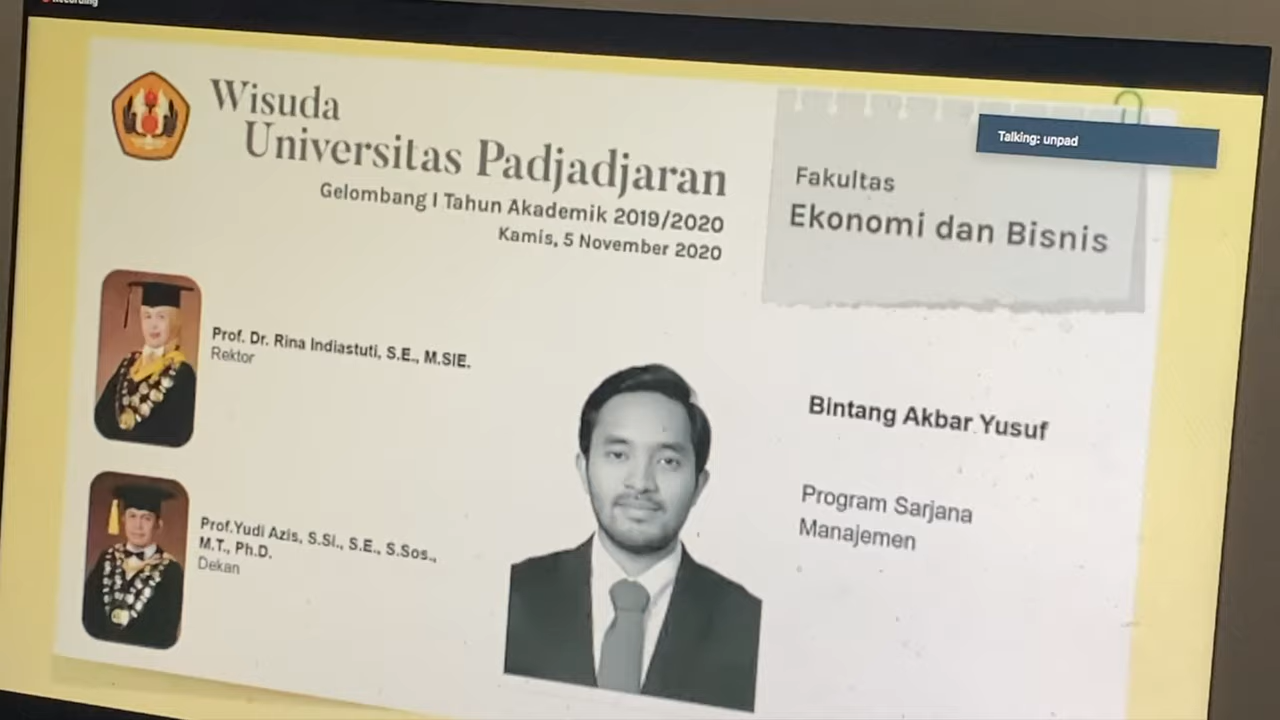 Recording
Wisuda
Universitas Padjadjaran
Gelombang I Tahun Akademik 2019/2020
Kamis, 5 November 2020
Talking: unpad
Fakultas
Ekonomi dan Bisnis
Prof. Dr. Rina Indiastuti, S.E., M.SIE.
Rektor
Bintang Akbar Yusuf
Program Sarjana
Manajemen
Prof.Yudi Azis, S.Si., S.E., S.Sos.,
M.T., Ph.D.
Dekan